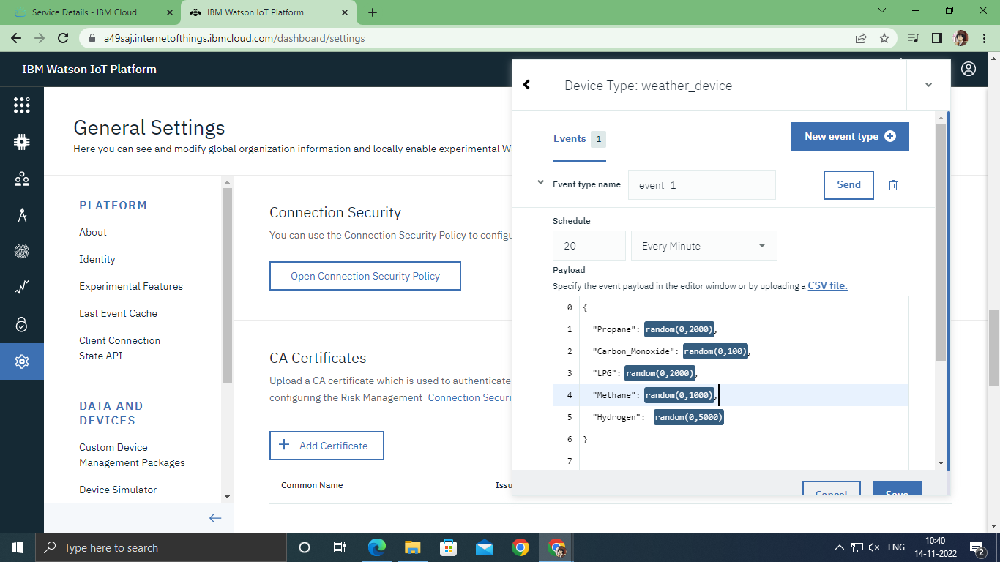 Service Details - IBM Cloud
IBM Watson IoT Platform
a49saj.internetofthings.ibmcloud.com/dashboard/settings
IBM Watson IoT Platform
General Settings
Here you can see and modify global organization information and locally enable experimental W
PLATFORM
About
Identity
Experimental Features
Last Event Cache
Client Connection
State API
DATA AND
DEVICES
Custom Device
Management Packages
Device Simulator
Connection Security
You can use the Connection Security Policy to configu
Open Connection Security Policy
CA Certificates
Upload a CA certificate which is used to authenticate
configuring the Risk Management Connection Securi
Add Certificate
Common Name
Issu
Device Type: weather_device
Events 1
New event type
Event type name event_1 Send
Schedule
20 Every Minute
Payload
Specify the event payload in the editor window or by uploading a CSV file.
0 {
1 "Propane": random(0,2000),
2 "Carbon_Monoxide": random(0,100),
3 "LPG": random(0,2000),
4 "Methane": random(0,1000),
5 "Hydrogen": random(0,5000)
6 }
7
Cancel Save
Type here to search
ENG
10:40
14-11-2022
2